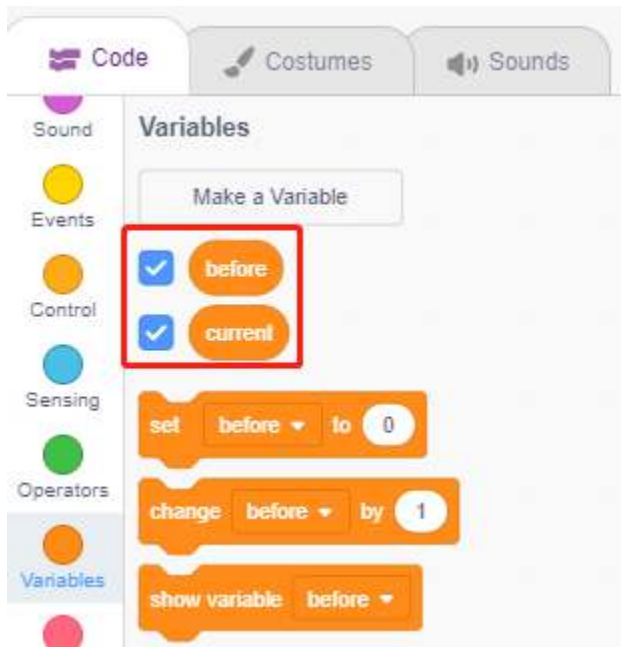 Code Costumes Sounds
Sound
Variables
Make a Variable
Events
before
Control
current
Sensing
set before to 0
Operators
change before by 1
Variables
show variable before